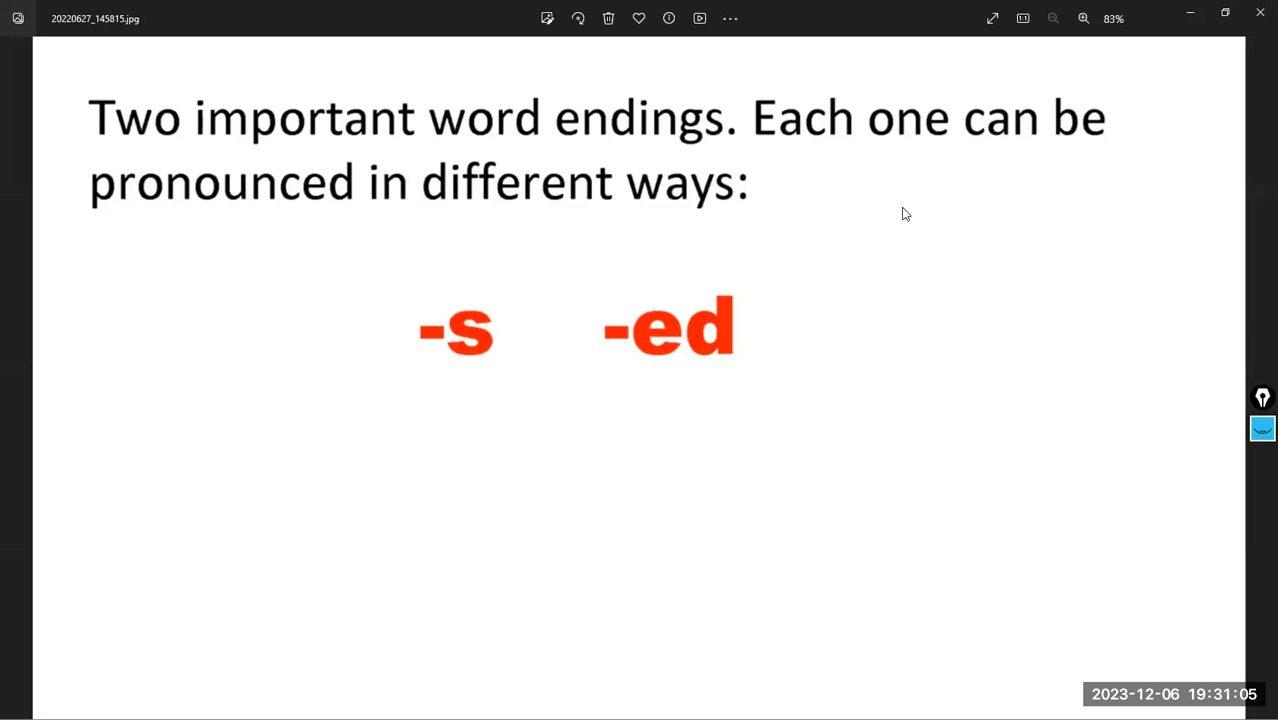 20220627_145815.jpg
83%
Two important word endings. Each one can be
pronounced in different ways:
-s -ed
2023-12-06 19:31:05